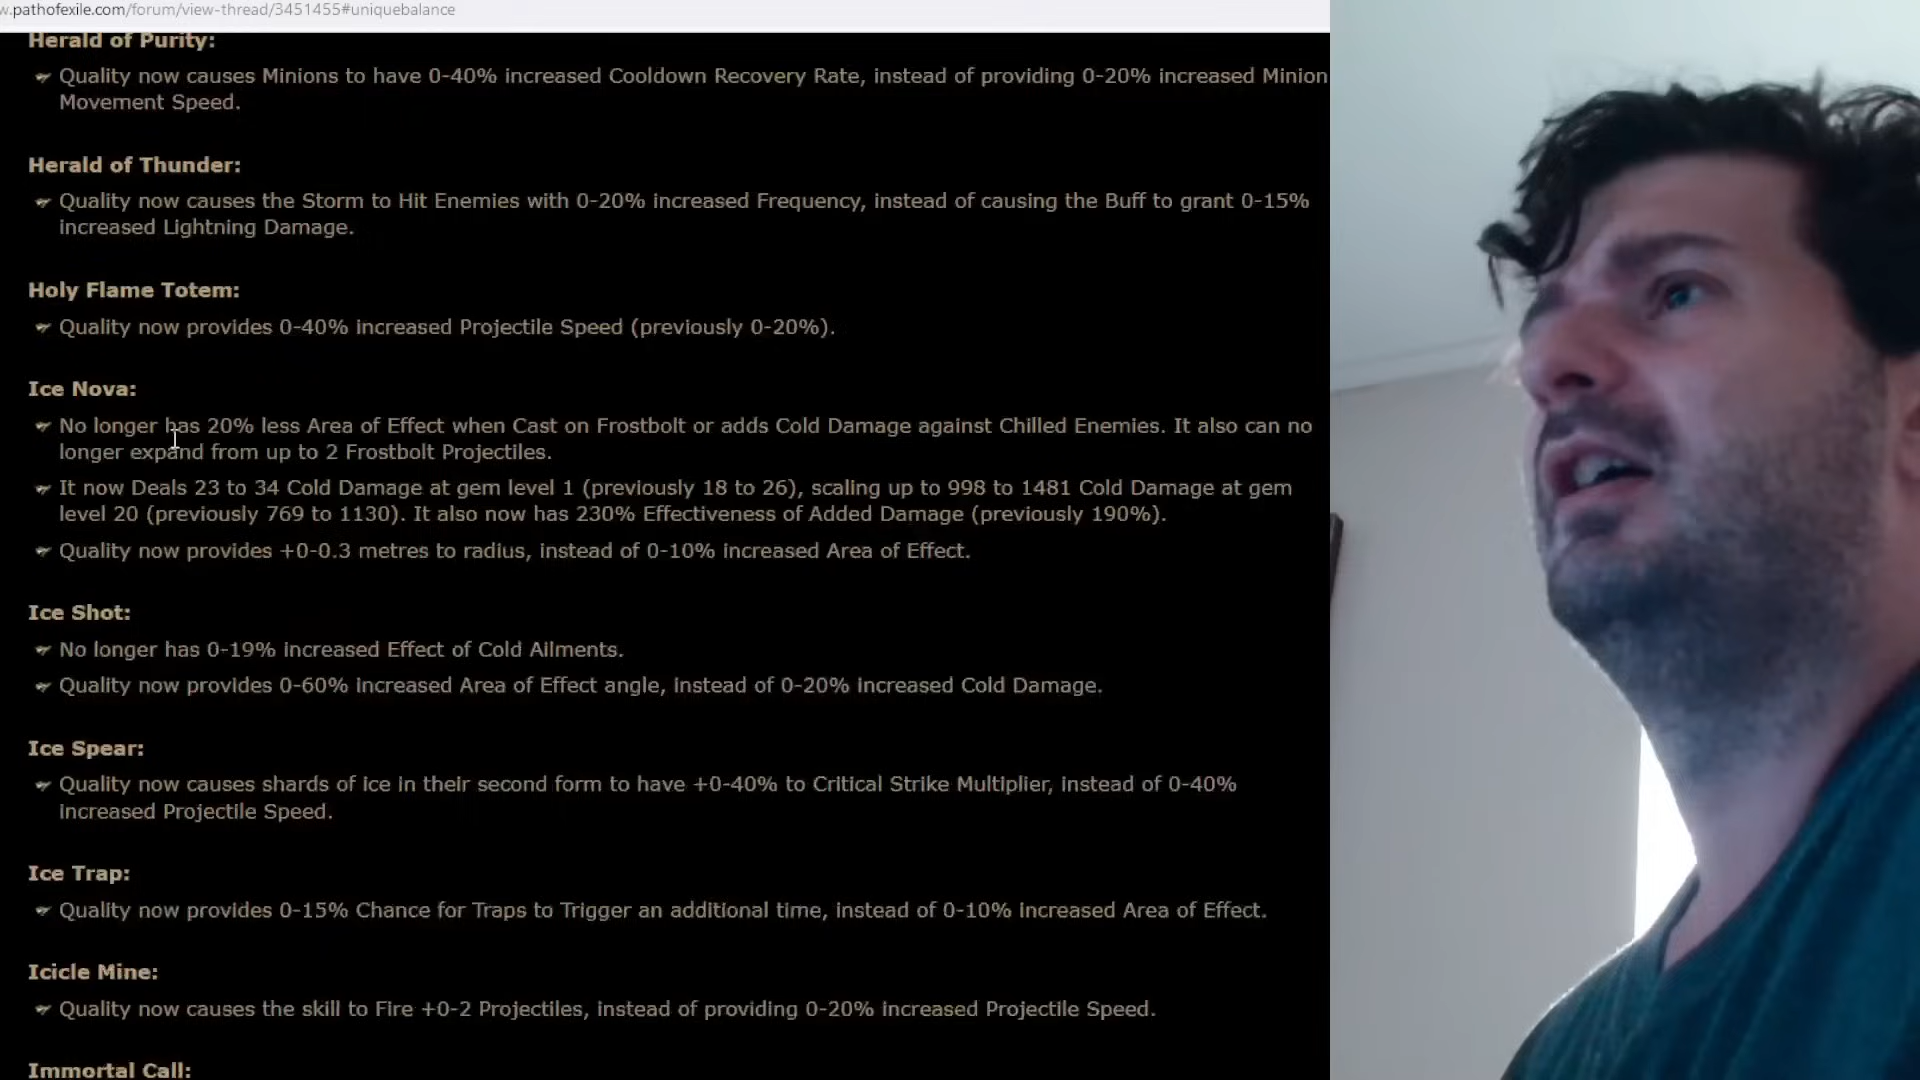 w.pathofexile.com/forum/view-thread/3451455#uniquebalance
Herald of Purity:
Quality now causes Minions to have 0-40% increased Cooldown Recovery Rate, instead of providing 0-20% increased Minion
Movement Speed.
Herald of Thunder:
Quality now causes the Storm to Hit Enemies with 0-20% increased Frequency, instead of causing the Buff to grant 0-15%
increased Lightning Damage.
Holy Flame Totem:
Quality now provides 0-40% increased Projectile Speed (previously 0-20%).
Ice Nova:
No longer has 20% less Area of Effect when Cast on Frostbolt or adds Cold Damage against Chilled Enemies. It also can no
longer expand from up to 2 Frostbolt Projectiles.
It now Deals 23 to 34 Cold Damage at gem level 1 (previously 18 to 26), scaling up to 998 to 1481 Cold Damage at gem
level 20 (previously 769 to 1130). It also now has 230% Effectiveness of Added Damage (previously 190%).
Quality now provides +0-0.3 metres to radius, instead of 0-10% increased Area of Effect.
Ice Shot:
No longer has 0-19% increased Effect of Cold Ailments.
Quality now provides 0-60% increased Area of Effect angle, instead of 0-20% increased Cold Damage.
Ice Spear:
Quality now causes shards of ice in their second form to have +0-40% to Critical Strike Multiplier, instead of 0-40%
increased Projectile Speed.
Ice Trap:
Quality now provides 0-15% Chance for Traps to Trigger an additional time, instead of 0-10% increased Area of Effect.
Icicle Mine:
Quality now causes the skill to Fire +0-2 Projectiles, instead of providing 0-20% increased Projectile Speed.
Immortal Call: